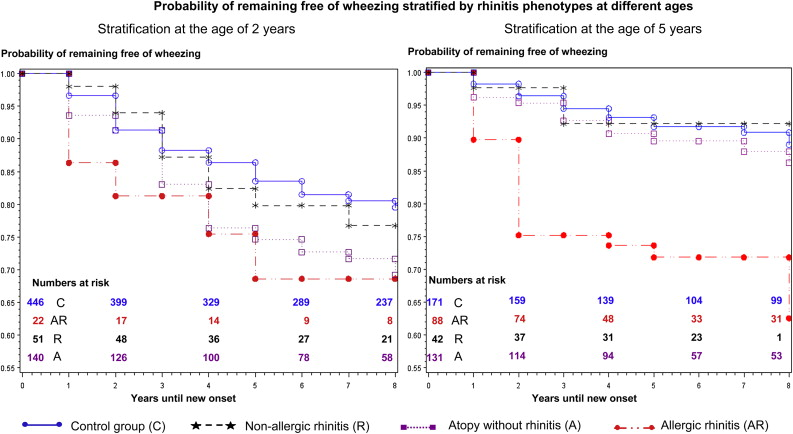 Probability of remaining free of wheezing stratified by rhinitis phenotypes at different ages
Stratification at the age of 2 years
Stratification at the age of 5 years
Probability of remaining free of wheezing
1.00
0.95
0.90
0.85
0.80
0.75
0.70
0.65
0.60
0.55
Numbers at risk
446 C 399 329 289 237
22 AR 17 14 9 8
51 R 48 36 27 21
140 A 126 100 78 58
0 1 2 3 4 5 6 7 8
Years until new onset
Probability of remaining free of wheezing
1.00
0.95
0.90
0.85
0.80
0.75
0.70
0.65
0.60
0.55
Numbers at risk
171 C 159 139 104 99
88 AR 74 48 33 31
42 R 37 31 23 1
131 A 114 94 57 53
0 1 2 3 4 5 6 7 8
Years until new onset
Control group (C) Non-allergic rhinitis (R) Atopy without rhinitis (A) Allergic rhinitis (AR)